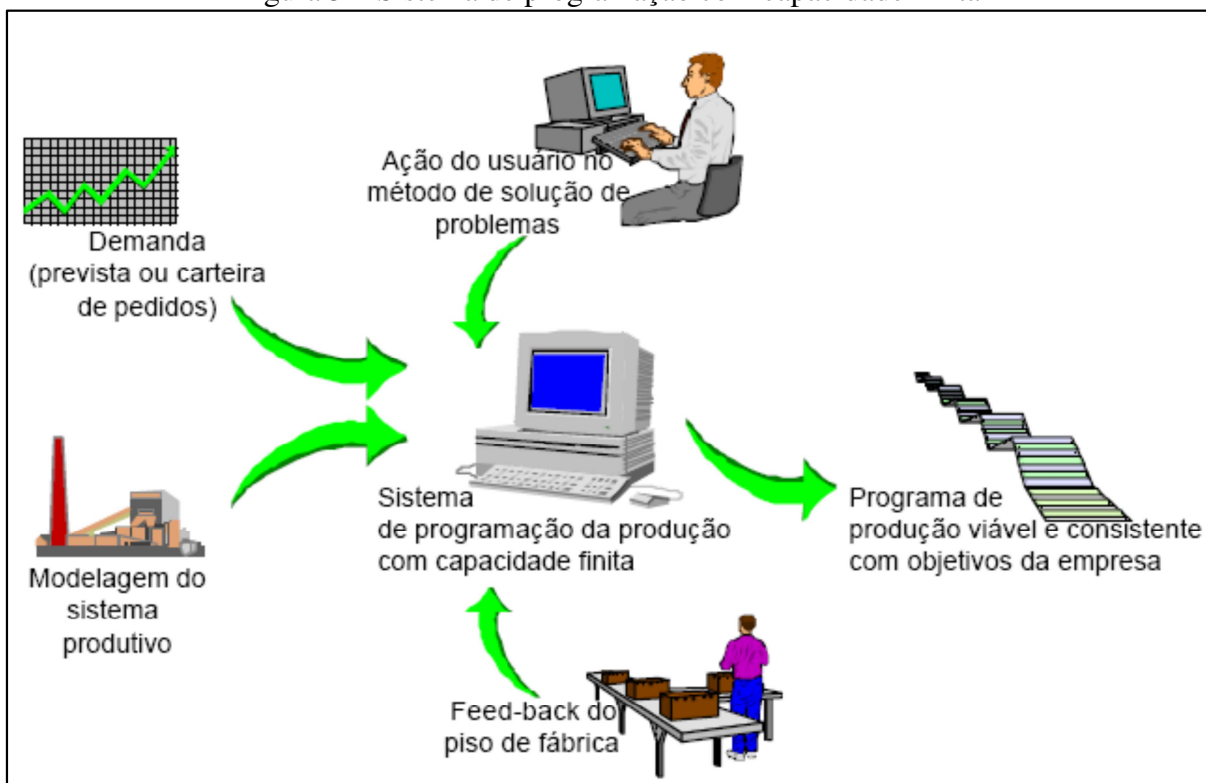 Ação do usuário no
método de solução de
problemas
Demanda
(prevista ou carteira
de pedidos)
Sistema
de programação da produção
com capacidade finita
Programa de
produção viável e consistente
com objetivos da empresa
Modelagem do
sistema
produtivo
Feed-back do
piso de fábrica